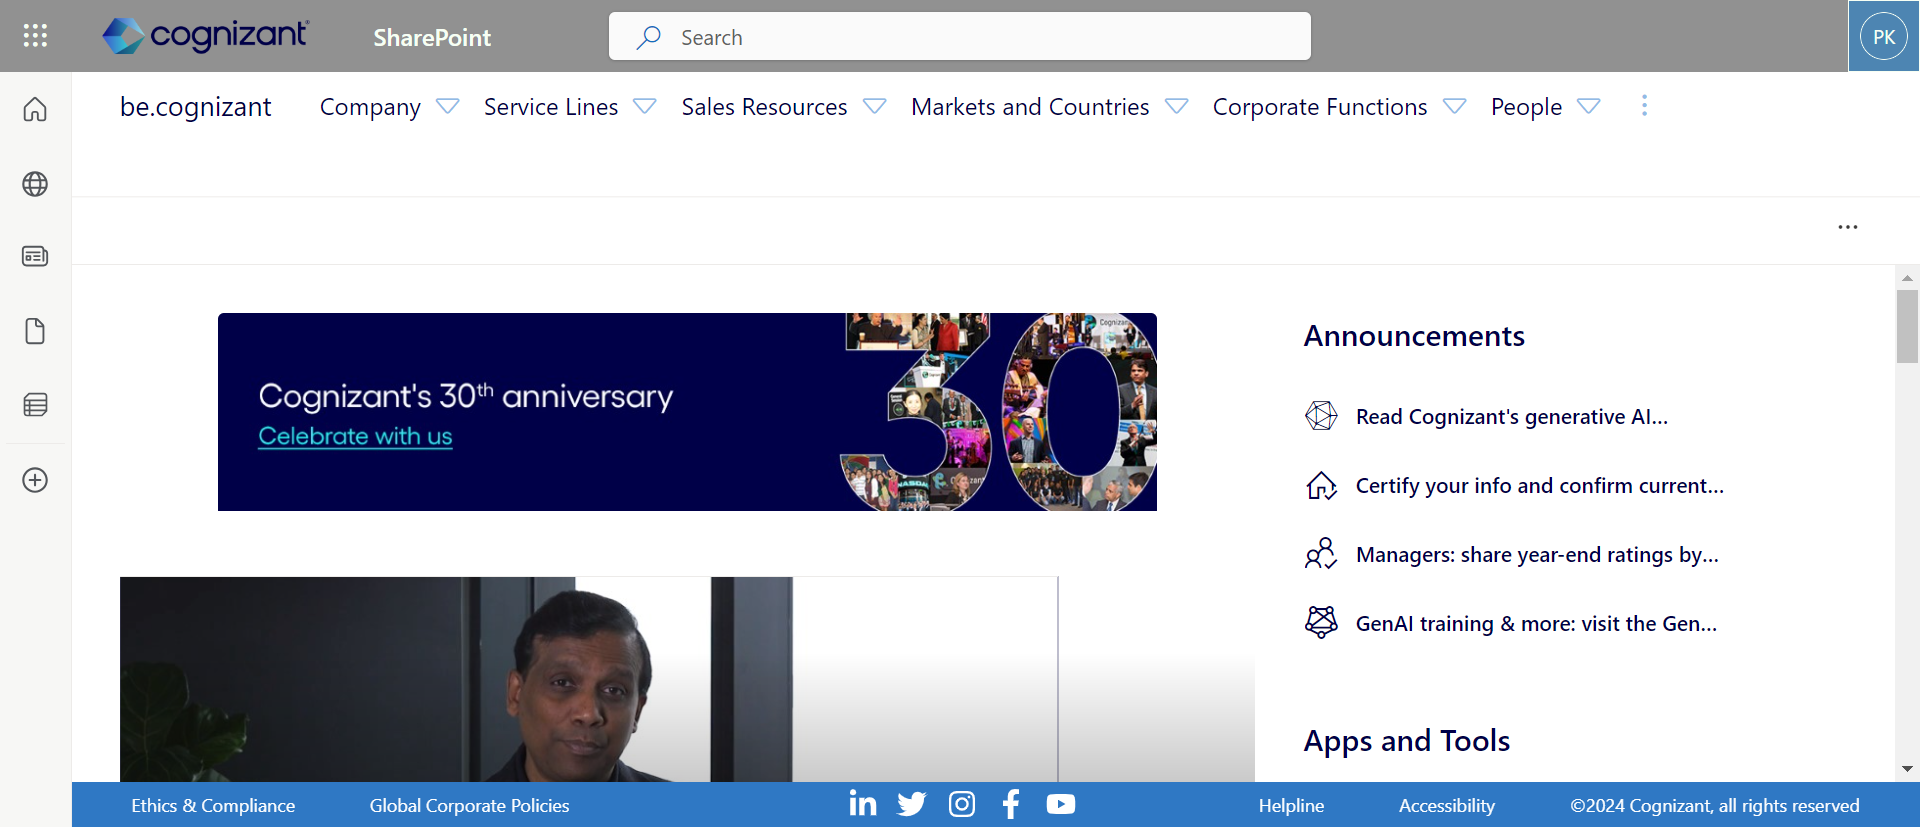 cognizant
SharePoint
Search
PK
be.cognizant
Company
Service Lines
Sales Resources
Markets and Countries
Corporate Functions
People
Cognizant's 30th anniversary
Celebrate with us
30
Announcements
Read Cognizant's generative AI...
Certify your info and confirm current...
Managers: share year-end ratings by...
GenAI training & more: visit the Gen...
Apps and Tools
Ethics & Compliance
Global Corporate Policies
Helpline
Accessibility
©2024 Cognizant, all rights reserved